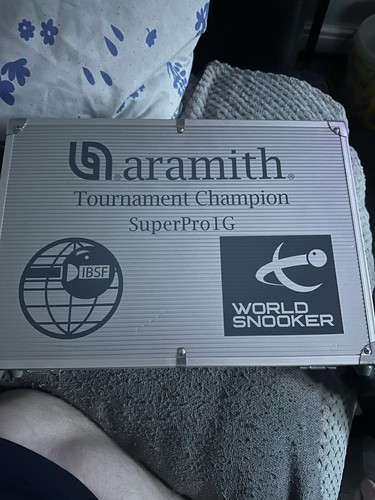 ® aramith ®
Tournament Champion
SuperPro1G
IBSF
WORLD
SNOOKER